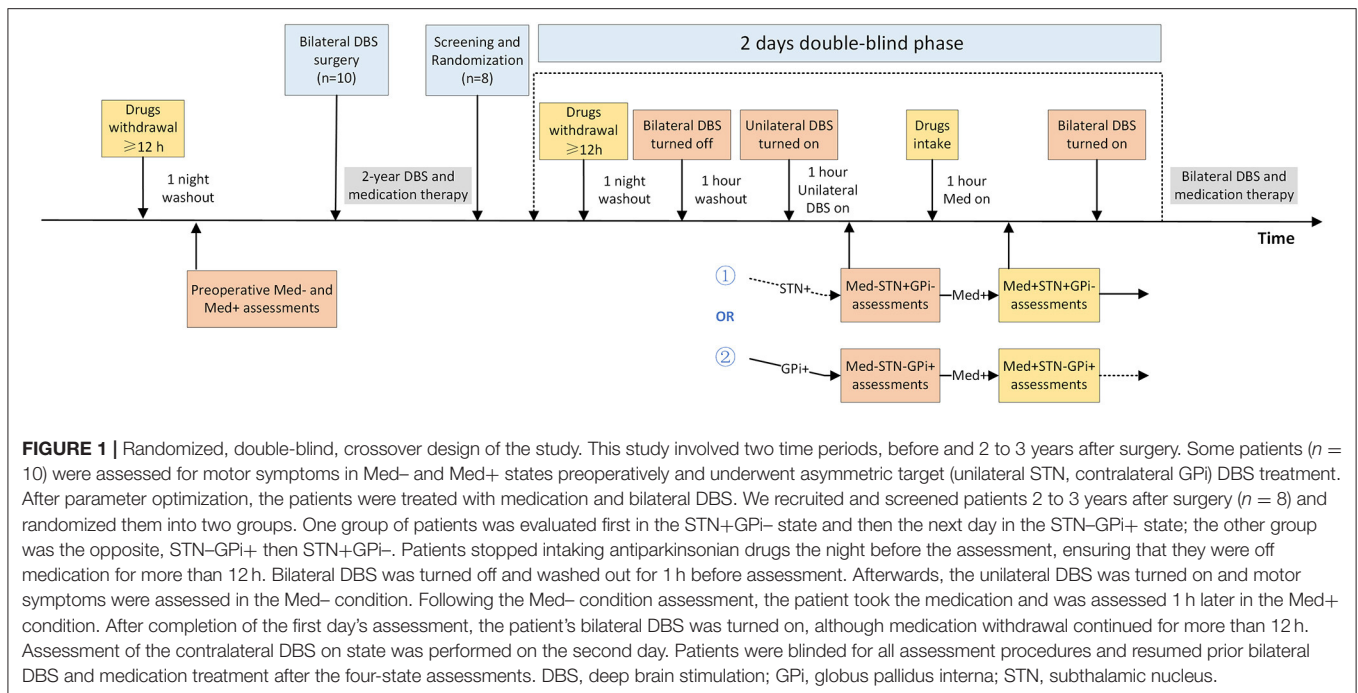 Bilateral DBS
surgery
(n=10)
Screening and
Randomization
(n=8)
2 days double-blind phase
Drugs
withdrawal
≥12 h
Drugs
withdrawal
≥12h
Bilateral DBS
turned off
Unilateral DBS
turned on
Drugs
intake
Bilateral DBS
turned on
1 night
washout
2-year DBS and
medication therapy
1 night
washout
1 hour
washout
1 hour
Unilateral
DBS on
1 hour
Med on
Bilateral DBS and
medication therapy
Time
Preoperative Med- and
Med+ assessments
①
STN+
Med-STN+GPi-
assessments
Med+
Med+STN+GPi-
assessments
OR
②
GPi+
Med-STN-GPi+
assessments
Med+
Med+STN-GPi+
assessments
FIGURE 1 | Randomized, double-blind, crossover design of the study. This study involved two time periods, before and 2 to 3 years after surgery. Some patients (n =
10) were assessed for motor symptoms in Med– and Med+ states preoperatively and underwent asymmetric target (unilateral STN, contralateral GPi) DBS treatment.
After parameter optimization, the patients were treated with medication and bilateral DBS. We recruited and screened patients 2 to 3 years after surgery (n = 8) and
randomized them into two groups. One group of patients was evaluated first in the STN+GPi– state and then the next day in the STN–GPi+ state; the other group
was the opposite, STN–GPi+ then STN+GPi–. Patients stopped intaking antiparkinsonian drugs the night before the assessment, ensuring that they were off
medication for more than 12 h. Bilateral DBS was turned off and washed out for 1 h before assessment. Afterwards, the unilateral DBS was turned on and motor
symptoms were assessed in the Med– condition. Following the Med– condition assessment, the patient took the medication and was assessed 1 h later in the Med+
condition. After completion of the first day's assessment, the patient's bilateral DBS was turned on, although medication withdrawal continued for more than 12 h.
Assessment of the contralateral DBS on state was performed on the second day. Patients were blinded for all assessment procedures and resumed prior bilateral
DBS and medication treatment after the four-state assessments. DBS, deep brain stimulation; GPi, globus pallidus interna; STN, subthalamic nucleus.